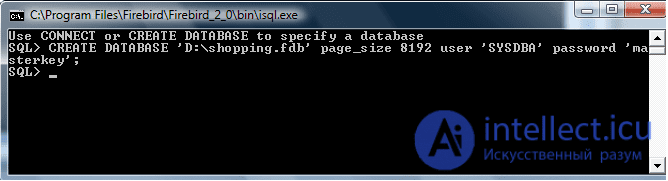 C:\Program Files\Firebird\Firebird_2_0\bin\isql.exe
Use CONNECT or CREATE DATABASE to specify a database
SQL> CREATE DATABASE 'D:\shopping.fdb' page_size 8192 user 'SYSDBA' password 'ma
sterkey';
SQL> _
Ai intellect.icu
Искусственный разум